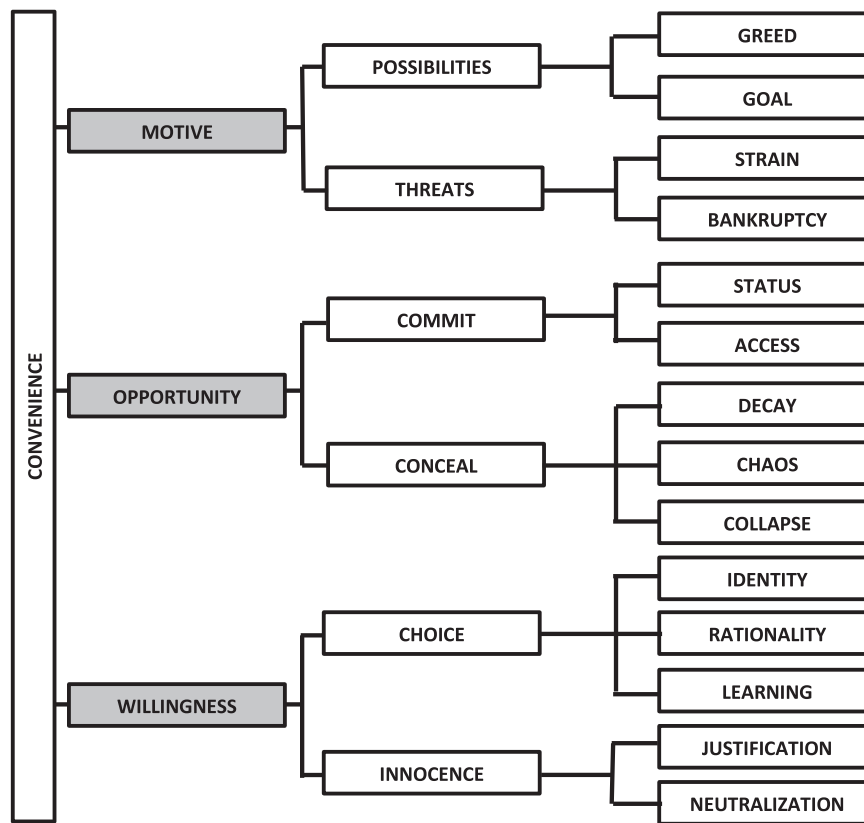 CONVENIENCE
MOTIVE
POSSIBILITIES
GREED
GOAL
THREATS
STRAIN
BANKRUPTCY
OPPORTUNITY
COMMIT
STATUS
ACCESS
CONCEAL
DECAY
CHAOS
COLLAPSE
WILLINGNESS
CHOICE
IDENTITY
RATIONALITY
LEARNING
INNOCENCE
JUSTIFICATION
NEUTRALIZATION